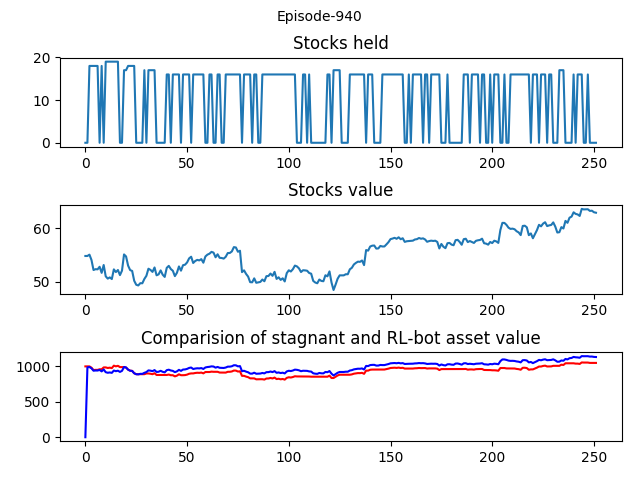 Episode-940
Stocks held
20
10
0
0 50 100 150 200 250
Stocks value
60
50
0 50 100 150 200 250
Comparision of stagnant and RL-bot asset value
1000
500
0
0 50 100 150 200 250